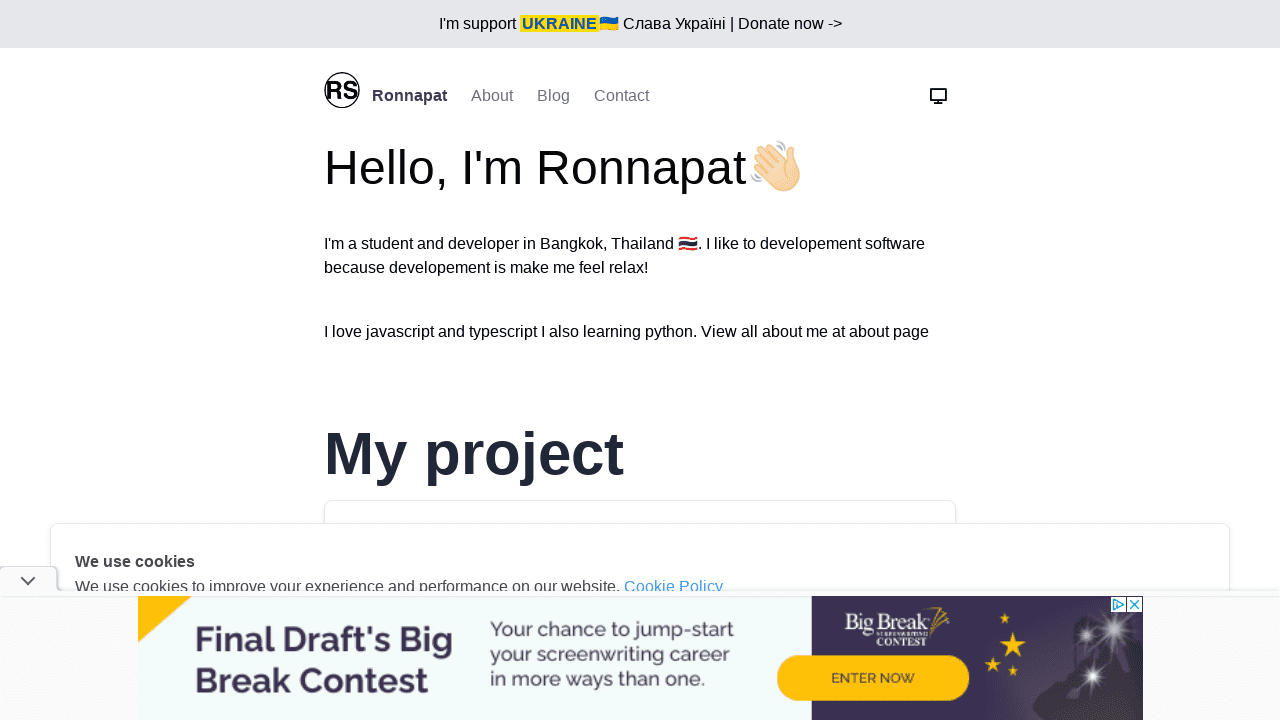 I'm support UKRAINE🇺🇦 Слава Україні | Donate now ->
RS Ronnapat About Blog Contact
Hello, I'm Ronnapat👋🏻
I'm a student and developer in Bangkok, Thailand 🇹🇭. I like to developement software
because developement is make me feel relax!
I love javascript and typescript I also learning python. View all about me at about page
My project
We use cookies
We use cookies to improve your experience and performance on our website. Cookie Policy
Final Draft's Big
Break Contest
Your chance to jump-start
your screenwriting career
in more ways than one.
Big Break
SCREENWRITING
CONTEST
ENTER NOW